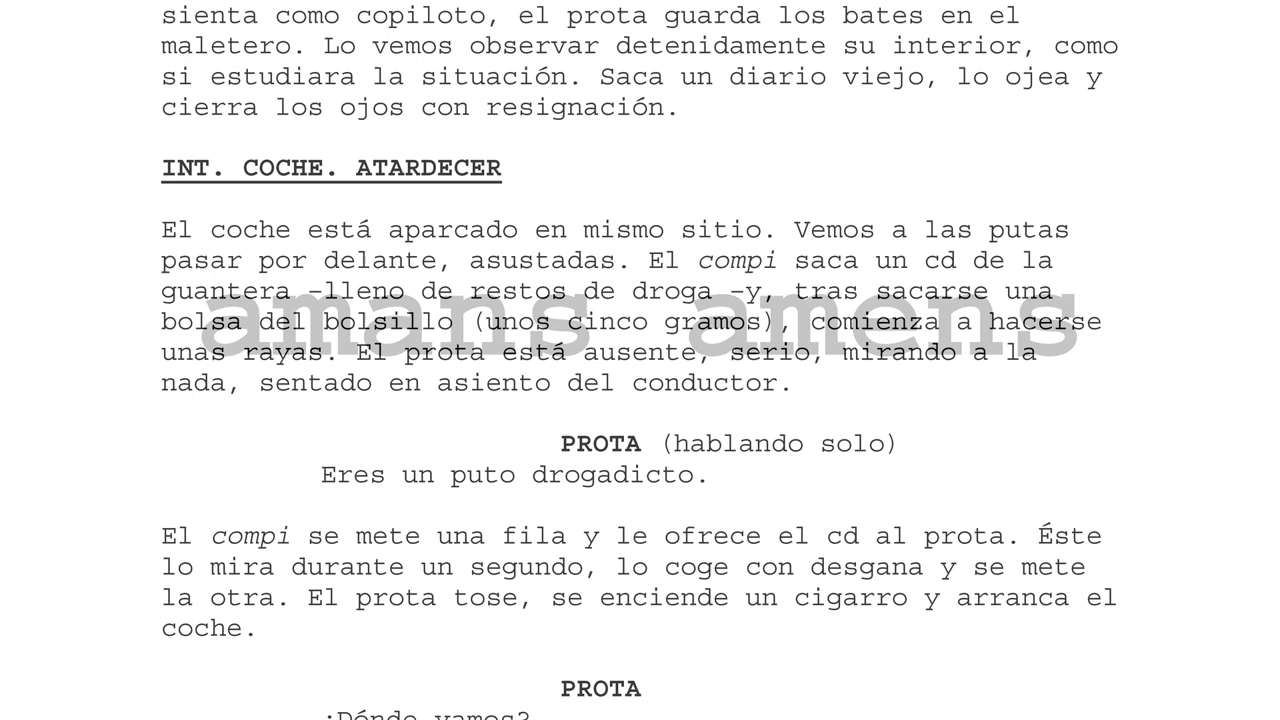 sienta como copiloto, el prota guarda los bates en el
maletero. Lo vemos observar detenidamente su interior, como
si estudiara la situación. Saca un diario viejo, lo ojea y
cierra los ojos con resignación.
INT. COCHE. ATARDECER
El coche está aparcado en mismo sitio. Vemos a las putas
pasar por delante, asustadas. El compi saca un cd de la
guantera –lleno de restos de droga –y, tras sacarse una
bolsa del bolsillo (unos cinco gramos), comienza a hacerse
unas rayas. El prota está ausente, serio, mirando a la
nada, sentado en asiento del conductor.
amans amens
PROTA (hablando solo)
Eres un puto drogadicto.
El compi se mete una fila y le ofrece el cd al prota. Éste
lo mira durante un segundo, lo coge con desgana y se mete
la otra. El prota tose, se enciende un cigarro y arranca el
coche.
PROTA
¿Dónde vamos?